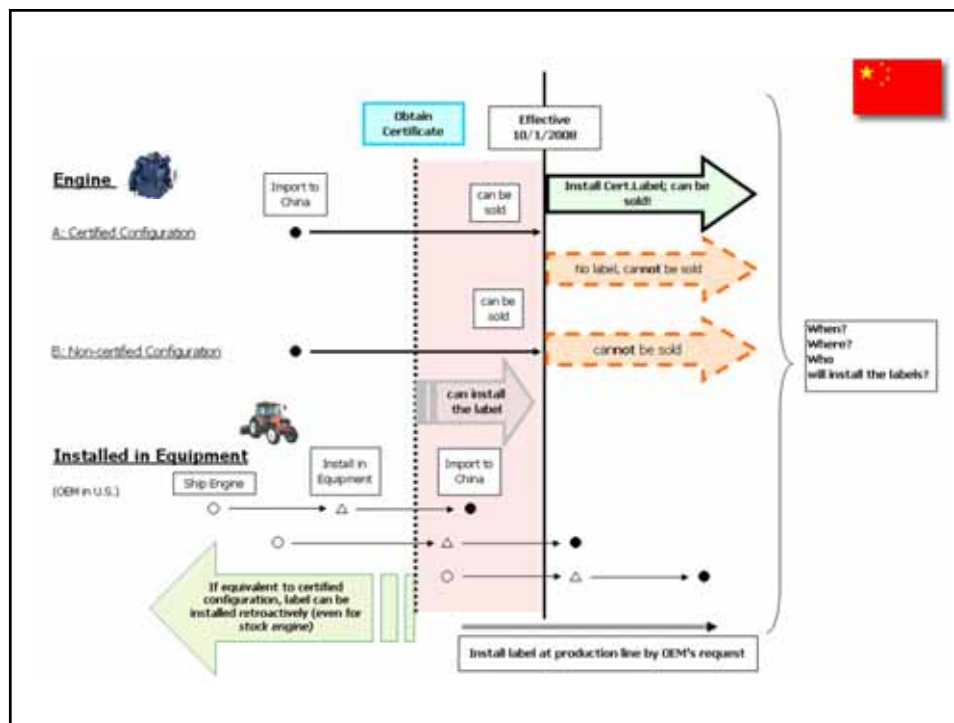 Obtain
Certificate
Effective
10/1/2008
Engine
Import to
China
can be
sold
Install Cert.Label; can be
sold!
A: Certified Configuration
No label, cannot be sold
can be
sold
B: Non-certified Configuration
cannot be sold
When?
Where?
Who
will install the labels?
can install
the label
Installed in Equipment
(OEM in U.S.)
Ship Engine
Install in
Equipment
Import to
China
If equivalent to certified
configuration, label can be
installed retroactively (even for
stock engine)
Install label at production line by OEM's request